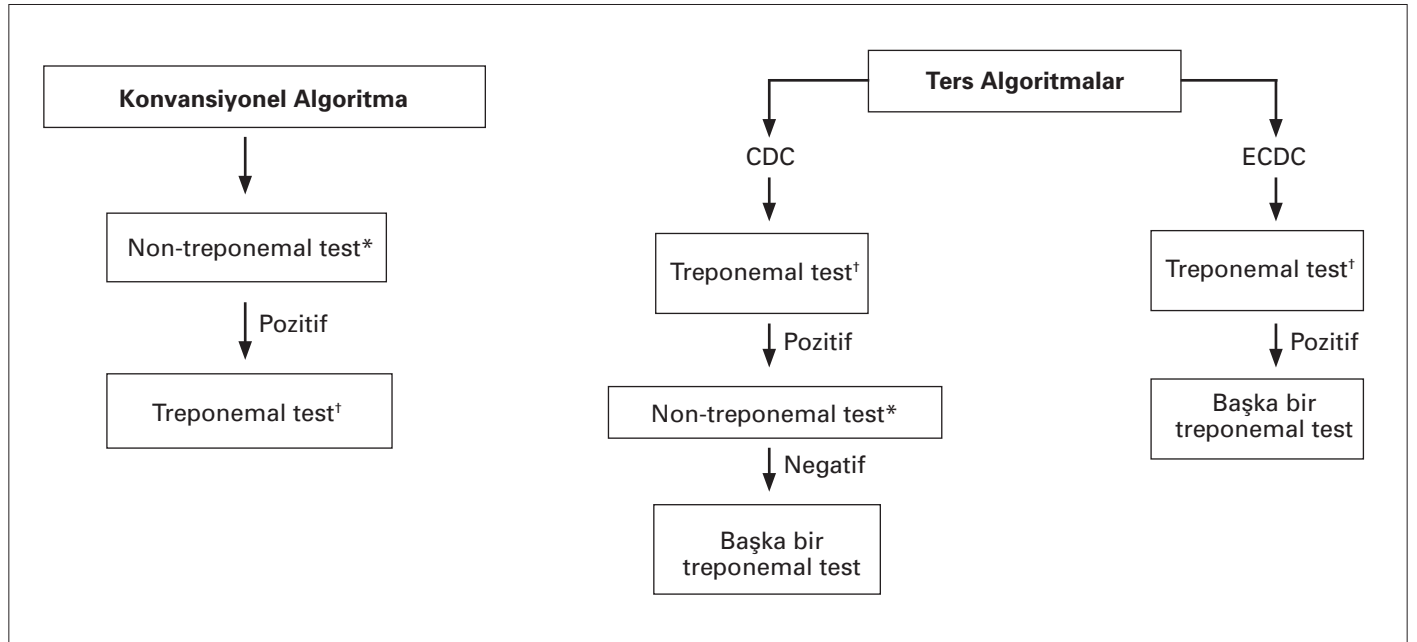 Konvansiyonel Algoritma
Non-treponemal test*
Pozitif
Treponemal test†
Ters Algoritmalar
CDC
Treponemal test†
Pozitif
Non-treponemal test*
Negatif
Başka bir
treponemal test
ECDC
Treponemal test†
Pozitif
Başka bir
treponemal test